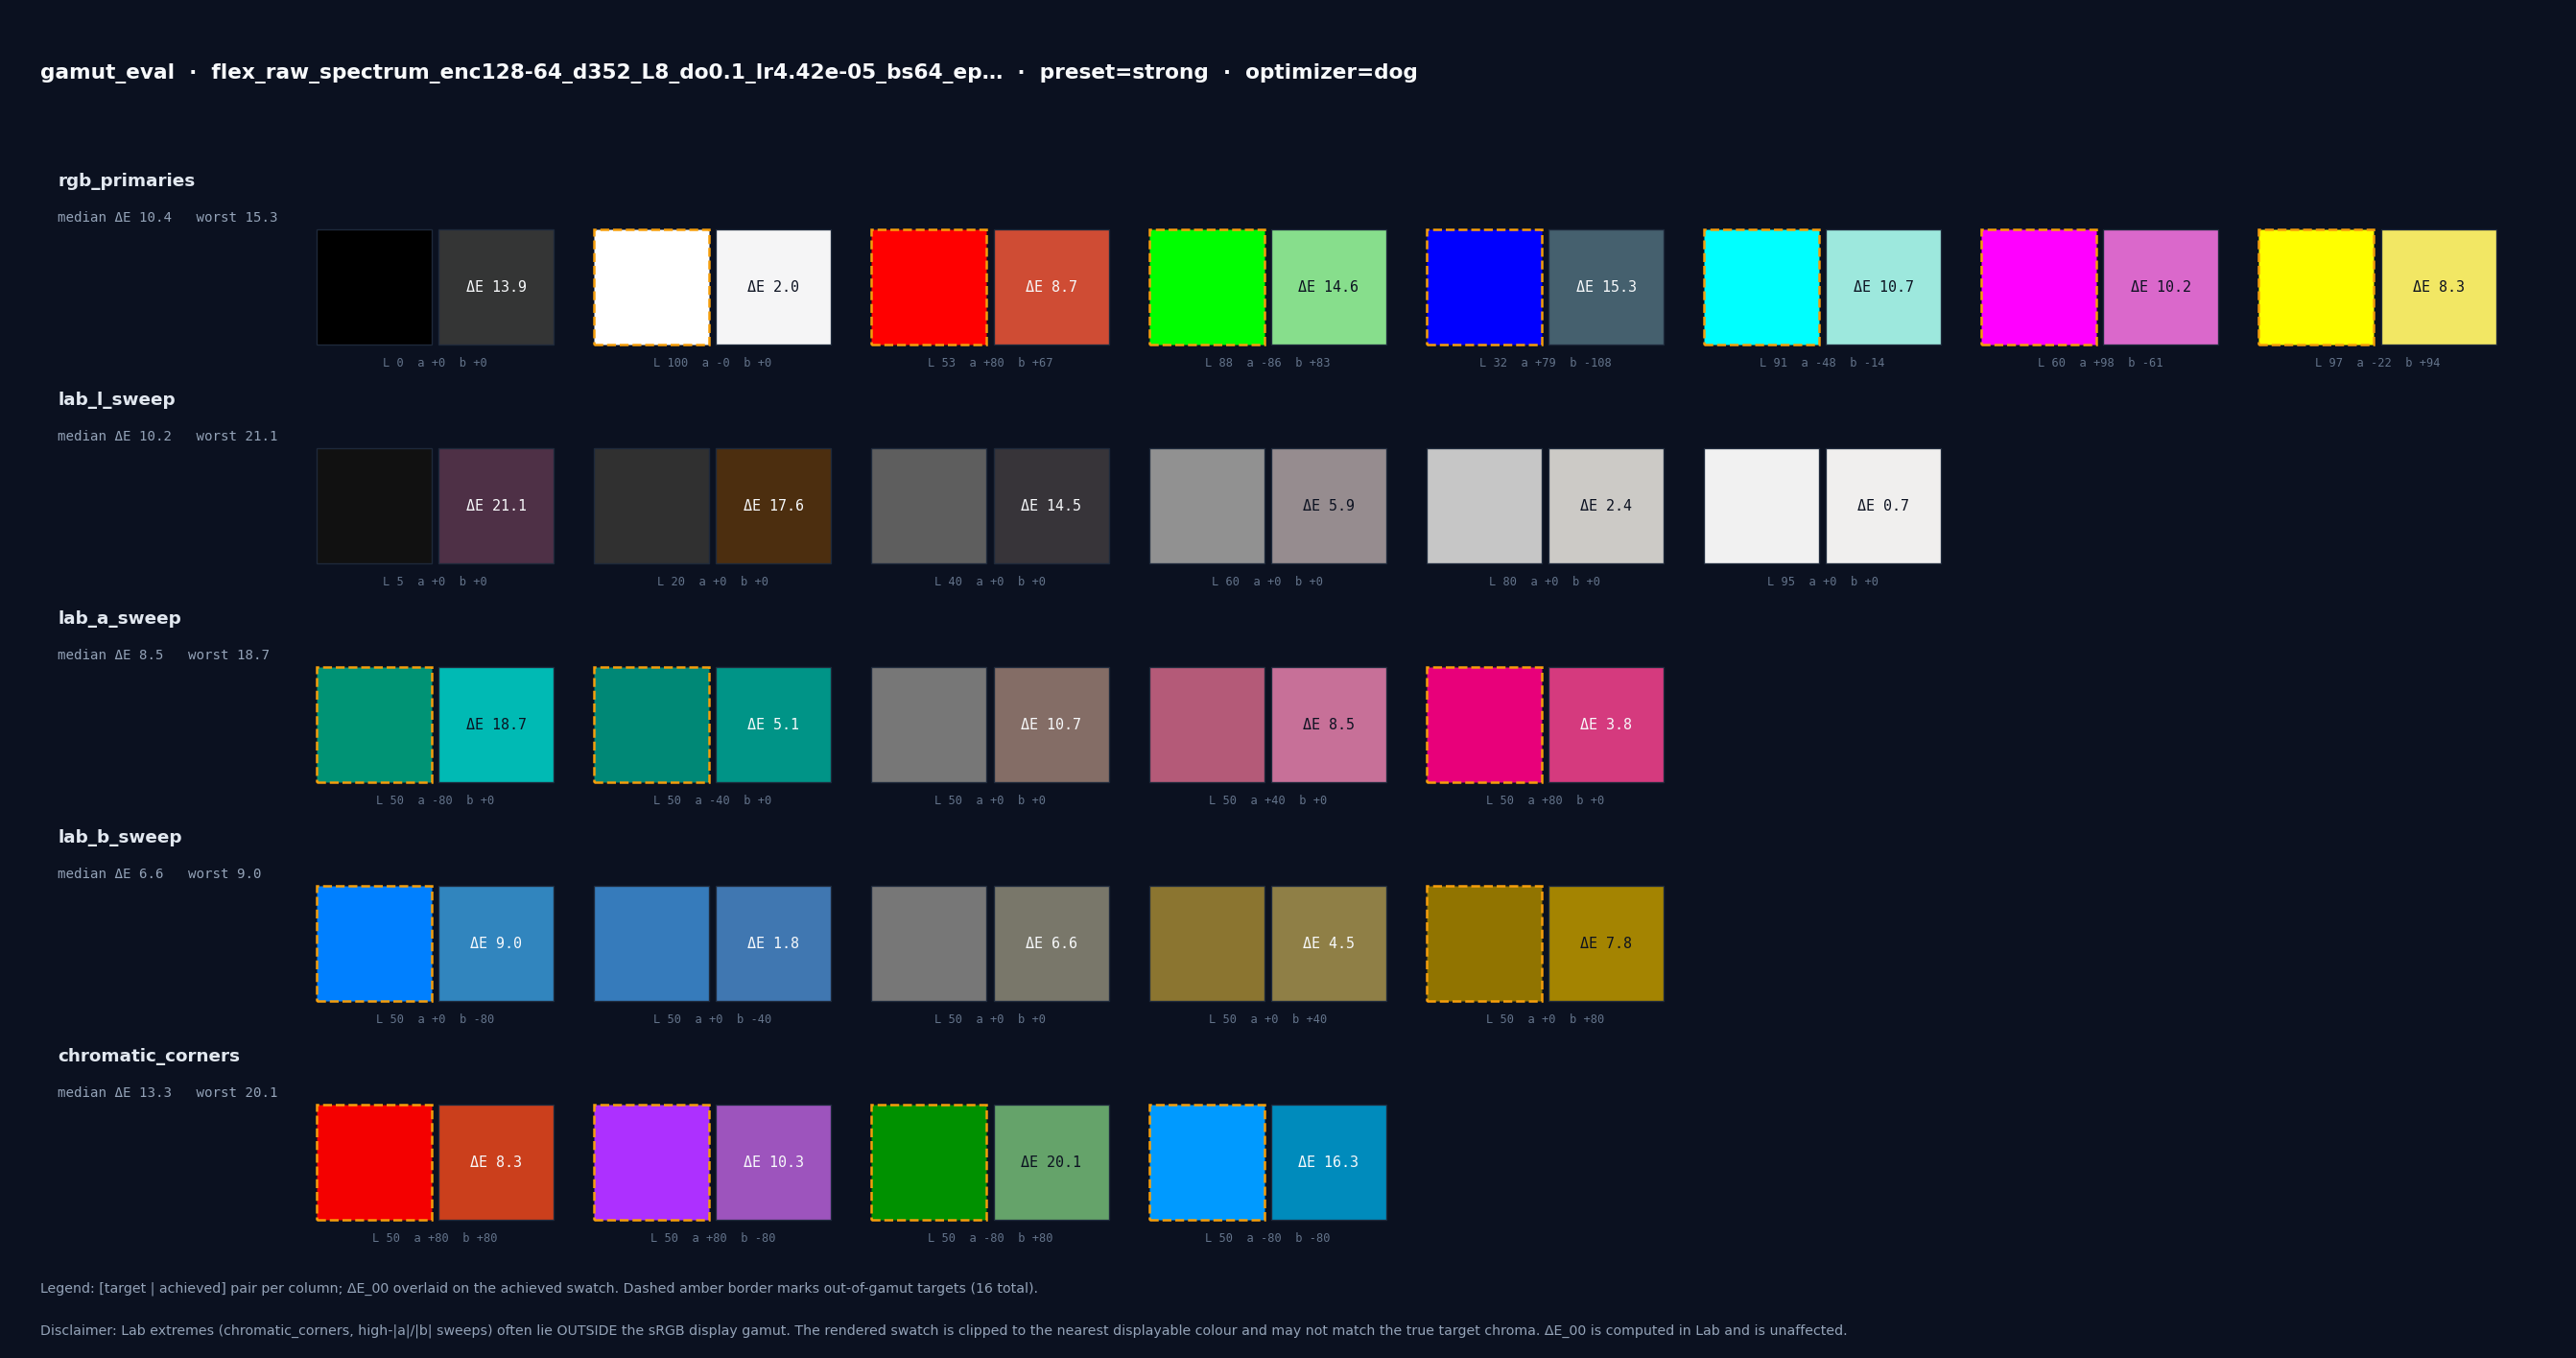 gamut_eval · flex_raw_spectrum_enc128-64_d352_L8_do0.1_lr4.42e-05_bs64_ep… · preset=strong · optimizer=dog
rgb_primaries
median ΔE 10.4 worst 15.3
ΔE 13.9 ΔE 2.0 ΔE 8.7 ΔE 14.6 ΔE 15.3 ΔE 10.7 ΔE 10.2 ΔE 8.3
L 0 a +0 b +0 L 100 a -0 b +0 L 53 a +80 b +67 L 88 a -86 b +83 L 32 a +79 b -108 L 91 a -48 b -14 L 60 a +98 b -61 L 97 a -22 b +94
lab_l_sweep
median ΔE 10.2 worst 21.1
ΔE 21.1 ΔE 17.6 ΔE 14.5 ΔE 5.9 ΔE 2.4 ΔE 0.7
L 5 a +0 b +0 L 20 a +0 b +0 L 40 a +0 b +0 L 60 a +0 b +0 L 80 a +0 b +0 L 95 a +0 b +0
lab_a_sweep
median ΔE 8.5 worst 18.7
ΔE 18.7 ΔE 5.1 ΔE 10.7 ΔE 8.5 ΔE 3.8
L 50 a -80 b +0 L 50 a -40 b +0 L 50 a +0 b +0 L 50 a +40 b +0 L 50 a +80 b +0
lab_b_sweep
median ΔE 6.6 worst 9.0
ΔE 9.0 ΔE 1.8 ΔE 6.6 ΔE 4.5 ΔE 7.8
L 50 a +0 b -80 L 50 a +0 b -40 L 50 a +0 b +0 L 50 a +0 b +40 L 50 a +0 b +80
chromatic_corners
median ΔE 13.3 worst 20.1
ΔE 8.3 ΔE 10.3 ΔE 20.1 ΔE 16.3
L 50 a +80 b +80 L 50 a +80 b -80 L 50 a -80 b +80 L 50 a -80 b -80
Legend: [target | achieved] pair per column; ΔE_00 overlaid on the achieved swatch. Dashed amber border marks out-of-gamut targets (16 total).
Disclaimer: Lab extremes (chromatic_corners, high-|a|/|b| sweeps) often lie OUTSIDE the sRGB display gamut. The rendered swatch is clipped to the nearest displayable colour and may not match the true target chroma. ΔE_00 is computed in Lab and is unaffected.